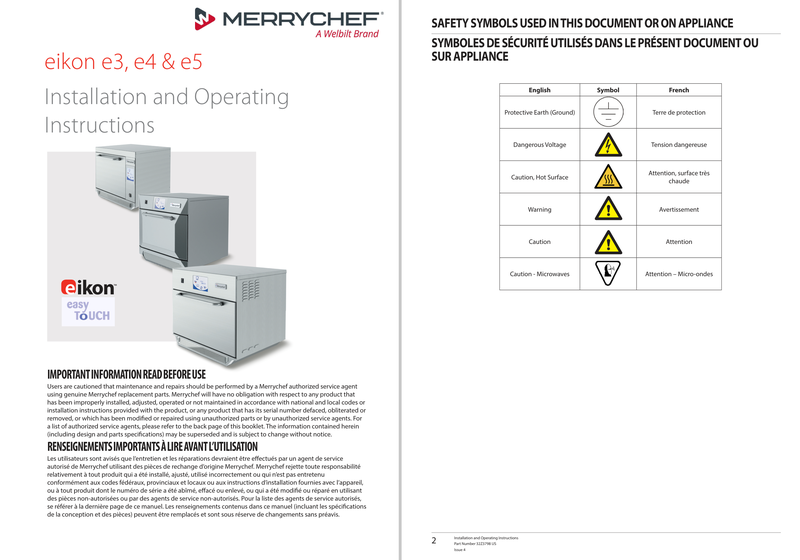 MERRYCHEF®
A Welbilt Brand
eikon e3, e4 & e5
Installation and Operating
Instructions
eikon™
easy
TOUCH
IMPORTANT INFORMATION READ BEFORE USE
Users are cautioned that maintenance and repairs should be performed by a Merrychef authorized service agent
using genuine Merrychef replacement parts. Merrychef will have no obligation with respect to any product that
has been improperly installed, adjusted, operated or not maintained in accordance with national and local codes or
installation instructions provided with the product, or any product that has its serial number defaced, obliterated or
removed, or which has been modified or repaired using unauthorized parts or by unauthorized service agents. For
a list of authorized service agents, please refer to the back page of this booklet. The information contained herein
(including design and parts specifications) may be superseded and is subject to change without notice.
RENSEIGNEMENTS IMPORTANTS À LIRE AVANT L'UTILISATION
Les utilisateurs sont avisés que l'entretien et les réparations devraient être effectués par un agent de service
autorisé de Merrychef utilisant des pièces de rechange d'origine Merrychef. Merrychef rejette toute responsabilité
relativement à tout produit qui a été installé, ajusté, utilisé incorrectement ou qui n'est pas entretenu
conformément aux codes fédéraux, provinciaux et locaux ou aux instructions d'installation fournies avec l'appareil,
ou à tout produit dont le numéro de série a été abîmé, effacé ou enlevé, ou qui a été modifié ou réparé en utilisant
des pièces non-autorisées ou par des agents de service non-autorisés. Pour la liste des agents de service autorisés,
se référer à la dernière page de ce manuel. Les renseignements contenus dans ce manuel (incluant les spécifications
de la conception et des pièces) peuvent être remplacés et sont sous réserve de changements sans préavis.
SAFETY SYMBOLS USED IN THIS DOCUMENT OR ON APPLIANCE
SYMBOLES DE SÉCURITÉ UTILISÉS DANS LE PRÉSENT DOCUMENT OU
SUR APPLIANCE
English Symbol French
Protective Earth (Ground) Terre de protection
Dangerous Voltage Tension dangereuse
Caution, Hot Surface Attention, surface très
chaude
Warning Avertissement
Caution Attention
Caution - Microwaves Attention – Micro-ondes
2
Installation and Operating Instructions
Part Number 32Z3798 US
Issue 4